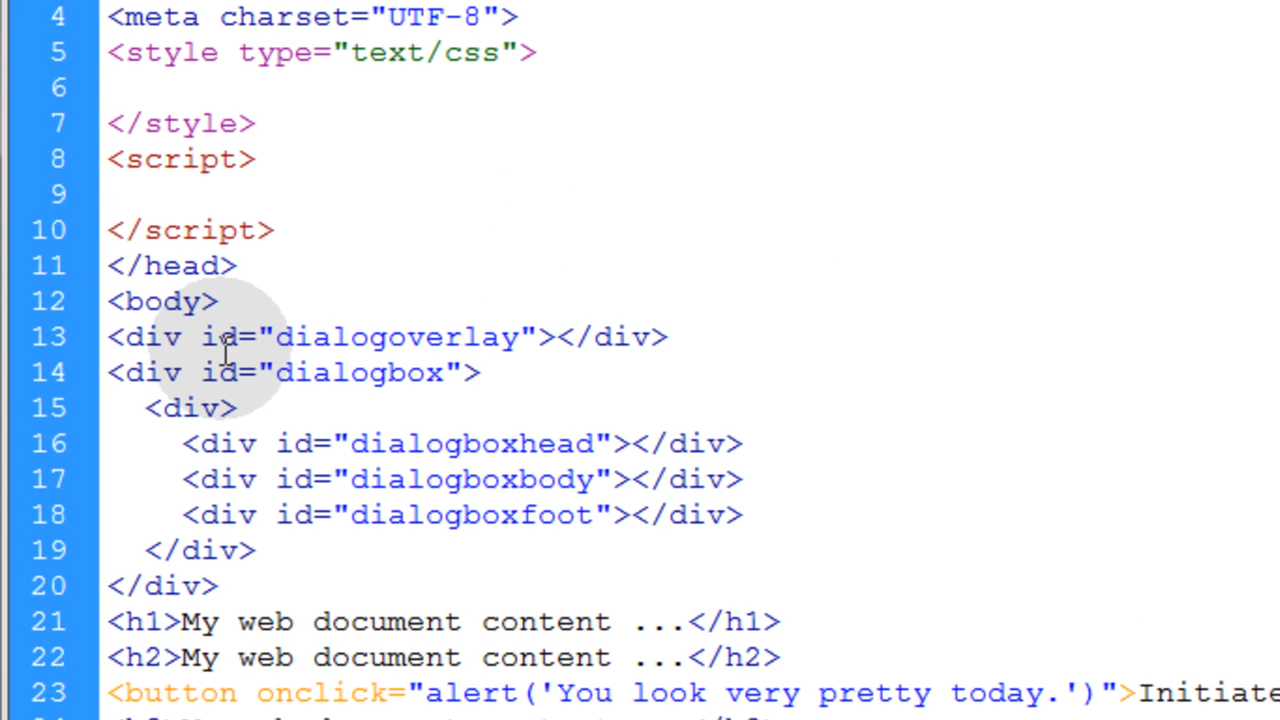 4 <meta charset="UTF-8">
5 <style type="text/css">
6
7 </style>
8 <script>
9
10 </script>
11 </head>
12 <body>
13 <div id="dialogoverlay"></div>
14 <div id="dialogbox">
15   <div>
16     <div id="dialogboxhead"></div>
17     <div id="dialogboxbody"></div>
18     <div id="dialogboxfoot"></div>
19   </div>
20 </div>
21 <h1>My web document content ...</h1>
22 <h2>My web document content ...</h2>
23 <button onclick="alert('You look very pretty today.')">Initiate